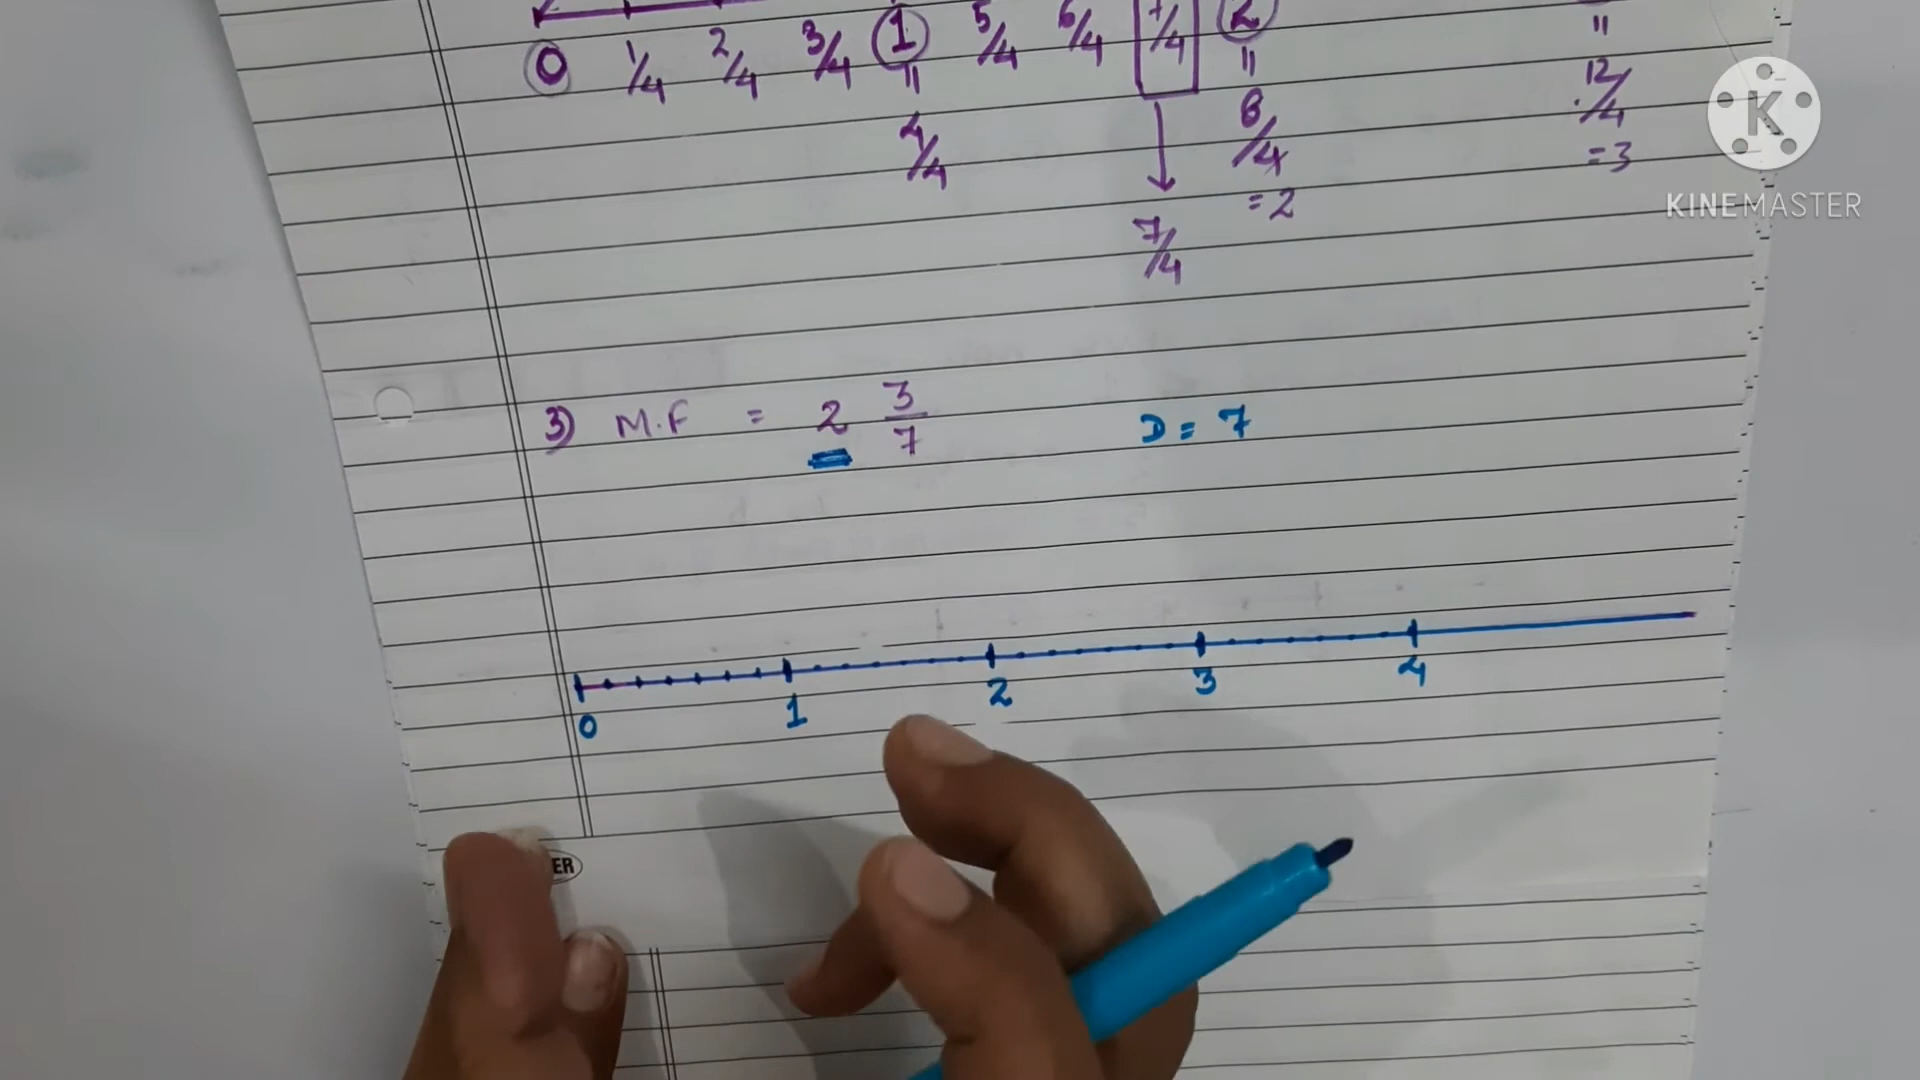 0 1/4 2/4 3/4 1 5/4 6/4 7/4 2
= = =
4/4 8/4 12/4
= 2 = 3
7/4
KINEMASTER
3) M.F = 2 3/7 D = 7
0 1 2 3 4
ER